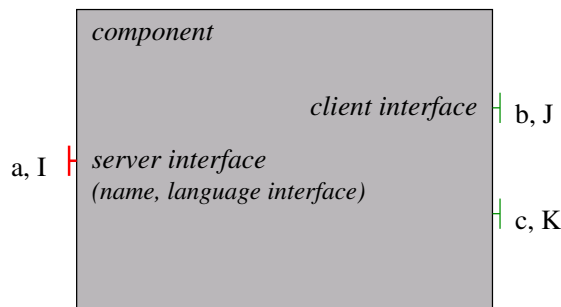 component
client interface
b, J
a, I
server interface
(name, language interface)
c, K